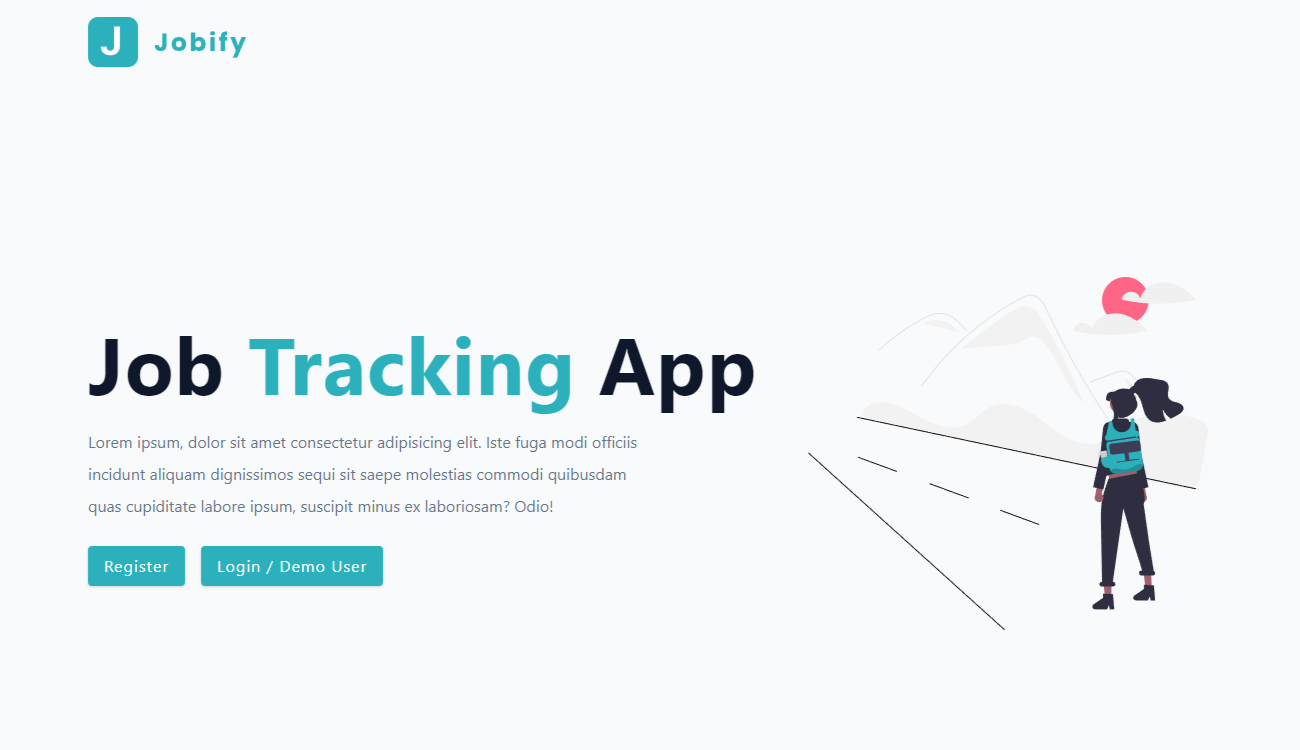 J Jobify
Job Tracking App
Lorem ipsum, dolor sit amet consectetur adipisicing elit. Iste fuga modi officiis
incidunt aliquam dignissimos sequi sit saepe molestias commodi quibusdam
quas cupiditate labore ipsum, suscipit minus ex laboriosam? Odio!
Register Login / Demo User